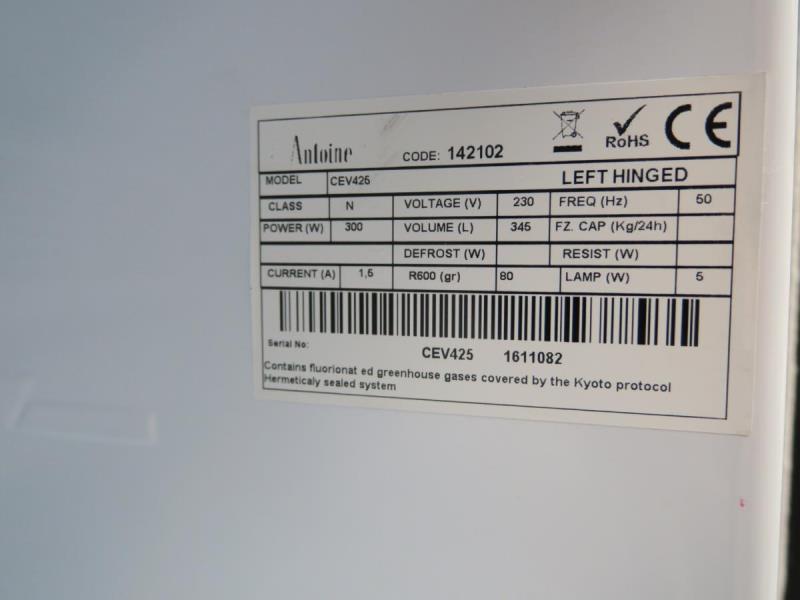 Antoine CODE: 142102 RoHS CE
MODEL CEV425 LEFT HINGED
CLASS N VOLTAGE (V) 230 FREQ (Hz) 50
POWER (W) 300 VOLUME (L) 345 FZ. CAP (Kg/24h)
DEFROST (W) RESIST (W)
CURRENT (A) 1,5 R600 (gr) 80 LAMP (W) 5
Serial No: CEV425 1611082
Contains fluorionat ed greenhouse gases covered by the Kyoto protocol
Hermeticaly sealed system